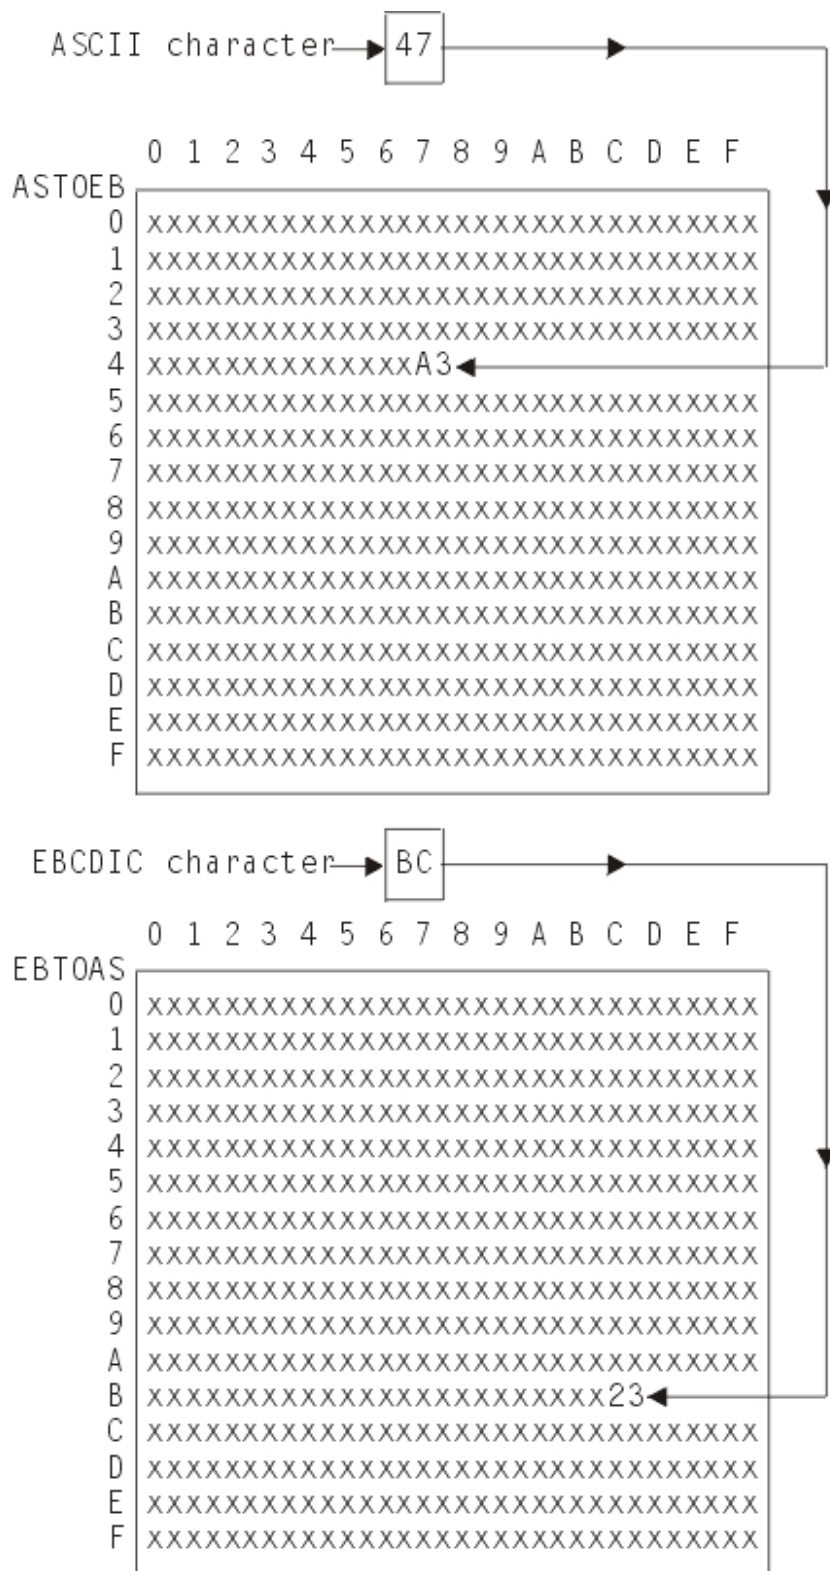 ASCII character 47
0 1 2 3 4 5 6 7 8 9 A B C D E F
ASTOEB
0 xxxxxxxxxxxxxxxxxxxxxxxxxxxxxxxx
1 xxxxxxxxxxxxxxxxxxxxxxxxxxxxxxxx
2 xxxxxxxxxxxxxxxxxxxxxxxxxxxxxxxx
3 xxxxxxxxxxxxxxxxxxxxxxxxxxxxxxxx
4 xxxxxxxxxxxxxxA3
5 xxxxxxxxxxxxxxxxxxxxxxxxxxxxxxxx
6 xxxxxxxxxxxxxxxxxxxxxxxxxxxxxxxx
7 xxxxxxxxxxxxxxxxxxxxxxxxxxxxxxxx
8 xxxxxxxxxxxxxxxxxxxxxxxxxxxxxxxx
9 xxxxxxxxxxxxxxxxxxxxxxxxxxxxxxxx
A xxxxxxxxxxxxxxxxxxxxxxxxxxxxxxxx
B xxxxxxxxxxxxxxxxxxxxxxxxxxxxxxxx
C xxxxxxxxxxxxxxxxxxxxxxxxxxxxxxxx
D xxxxxxxxxxxxxxxxxxxxxxxxxxxxxxxx
E xxxxxxxxxxxxxxxxxxxxxxxxxxxxxxxx
F xxxxxxxxxxxxxxxxxxxxxxxxxxxxxxxx
EBCDIC character BC
0 1 2 3 4 5 6 7 8 9 A B C D E F
EBTOAS
0 xxxxxxxxxxxxxxxxxxxxxxxxxxxxxxxx
1 xxxxxxxxxxxxxxxxxxxxxxxxxxxxxxxx
2 xxxxxxxxxxxxxxxxxxxxxxxxxxxxxxxx
3 xxxxxxxxxxxxxxxxxxxxxxxxxxxxxxxx
4 xxxxxxxxxxxxxxxxxxxxxxxxxxxxxxxx
5 xxxxxxxxxxxxxxxxxxxxxxxxxxxxxxxx
6 xxxxxxxxxxxxxxxxxxxxxxxxxxxxxxxx
7 xxxxxxxxxxxxxxxxxxxxxxxxxxxxxxxx
8 xxxxxxxxxxxxxxxxxxxxxxxxxxxxxxxx
9 xxxxxxxxxxxxxxxxxxxxxxxxxxxxxxxx
A xxxxxxxxxxxxxxxxxxxxxxxxxxxxxxxx
B xxxxxxxxxxxxxxxxxxxxxxxx23
C xxxxxxxxxxxxxxxxxxxxxxxxxxxxxxxx
D xxxxxxxxxxxxxxxxxxxxxxxxxxxxxxxx
E xxxxxxxxxxxxxxxxxxxxxxxxxxxxxxxx
F xxxxxxxxxxxxxxxxxxxxxxxxxxxxxxxx